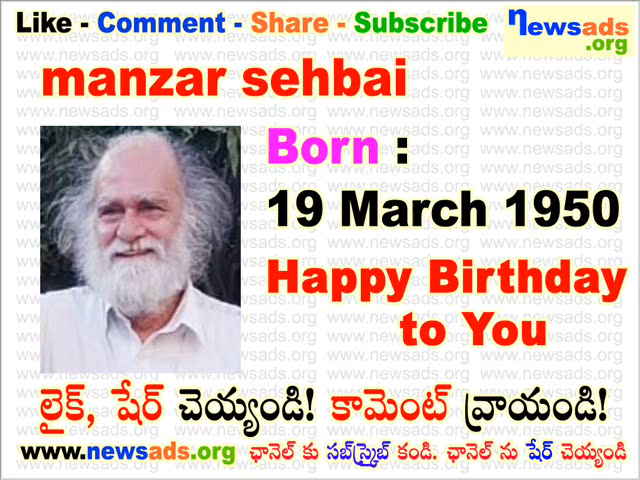 Like - Comment - Share - Subscribe
newsads
.org
manzar sehbai
Born :
19 March 1950
Happy Birthday
to You
లైక్, షేర్ చెయ్యండి! కామెంట్ వ్రాయండి!
www.newsads.org ఛానెల్ కు సబ్‌స్క్రైబ్ కండి. ఛానెల్ ను షేర్ చెయ్యండి